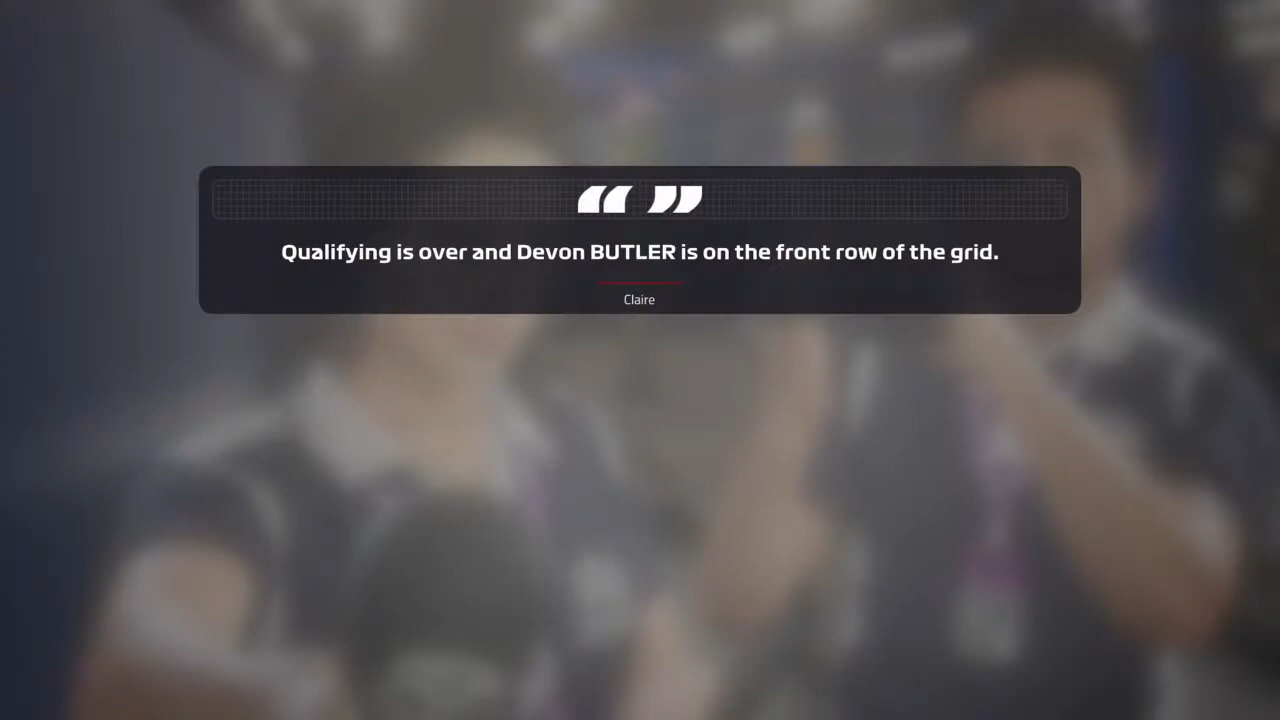 “ ”
Qualifying is over and Devon BUTLER is on the front row of the grid.
Claire